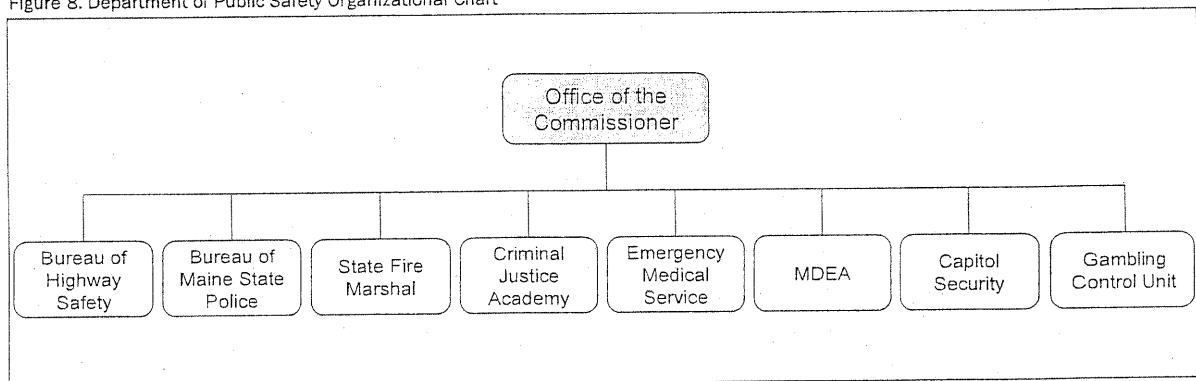 Figure 8. Department of Public Safety Organizational Chart
Office of the
Commissioner
Bureau of
Highway
Safety
Bureau of
Maine State
Police
State Fire
Marshal
Criminal
Justice
Academy
Emergency
Medical
Service
MDEA
Capitol
Security
Gambling
Control Unit